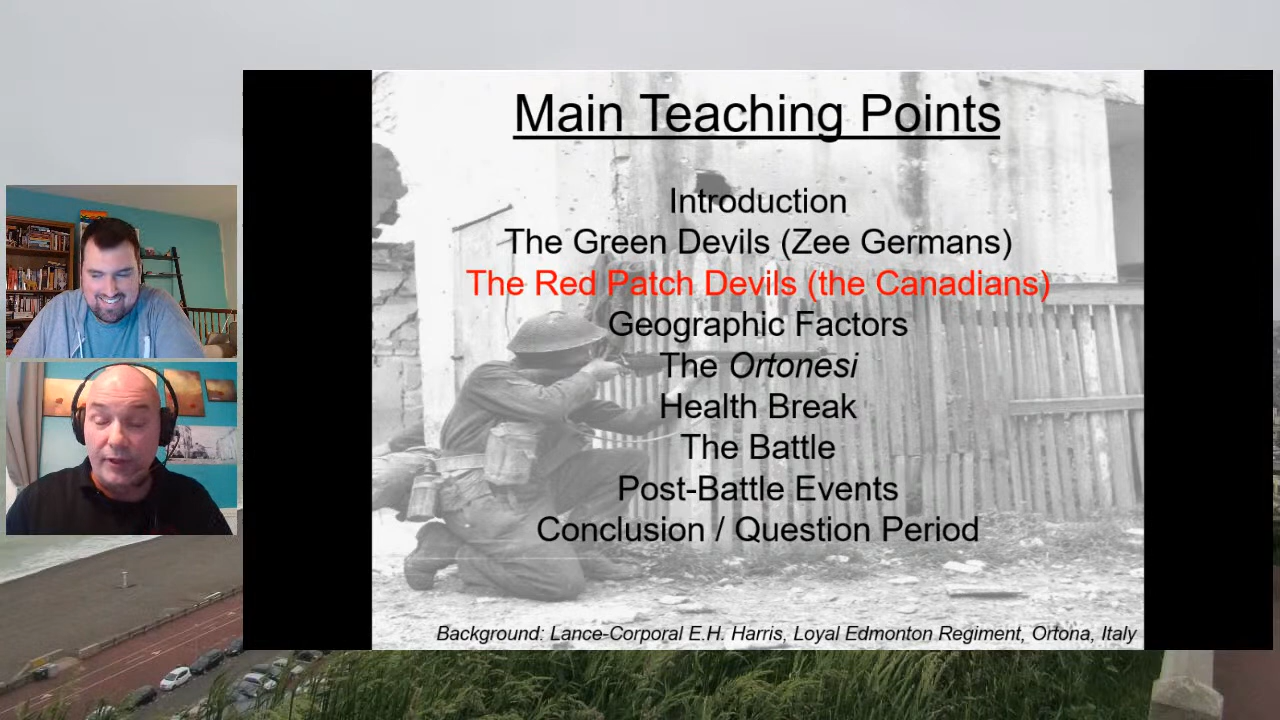 Main Teaching Points
Introduction
The Green Devils (Zee Germans)
The Red Patch Devils (the Canadians)
Geographic Factors
The Ortonesi
Health Break
The Battle
Post-Battle Events
Conclusion / Question Period
Background: Lance-Corporal E.H. Harris, Loyal Edmonton Regiment, Ortona, Italy